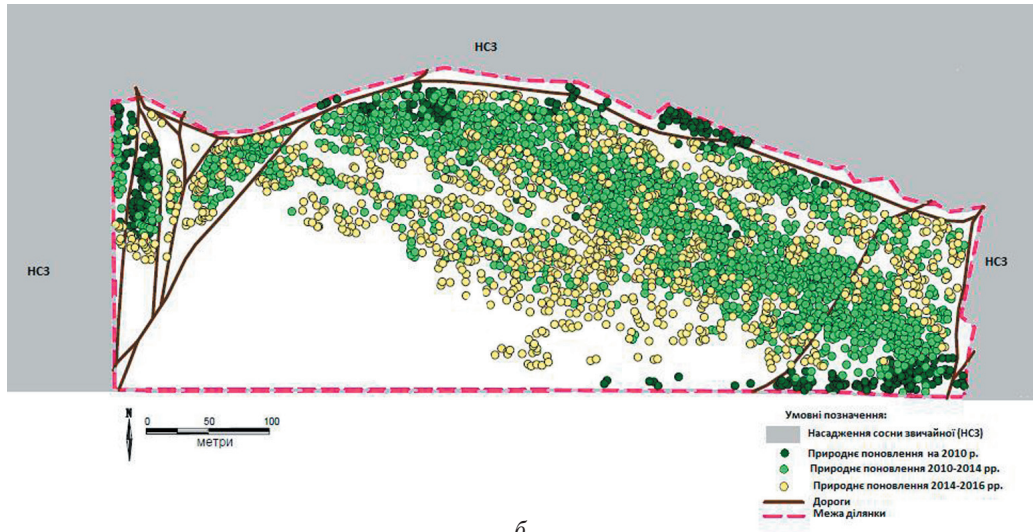 НСЗ
НСЗ
НСЗ
N
0 50 100
метри
Умовні позначення:
Насадження сосни звичайної (НСЗ)
Природнє поновлення на 2010 р.
Природнє поновлення 2010-2014 рр.
Природнє поновлення 2014-2016 рр.
Дороги
Межа ділянки
б